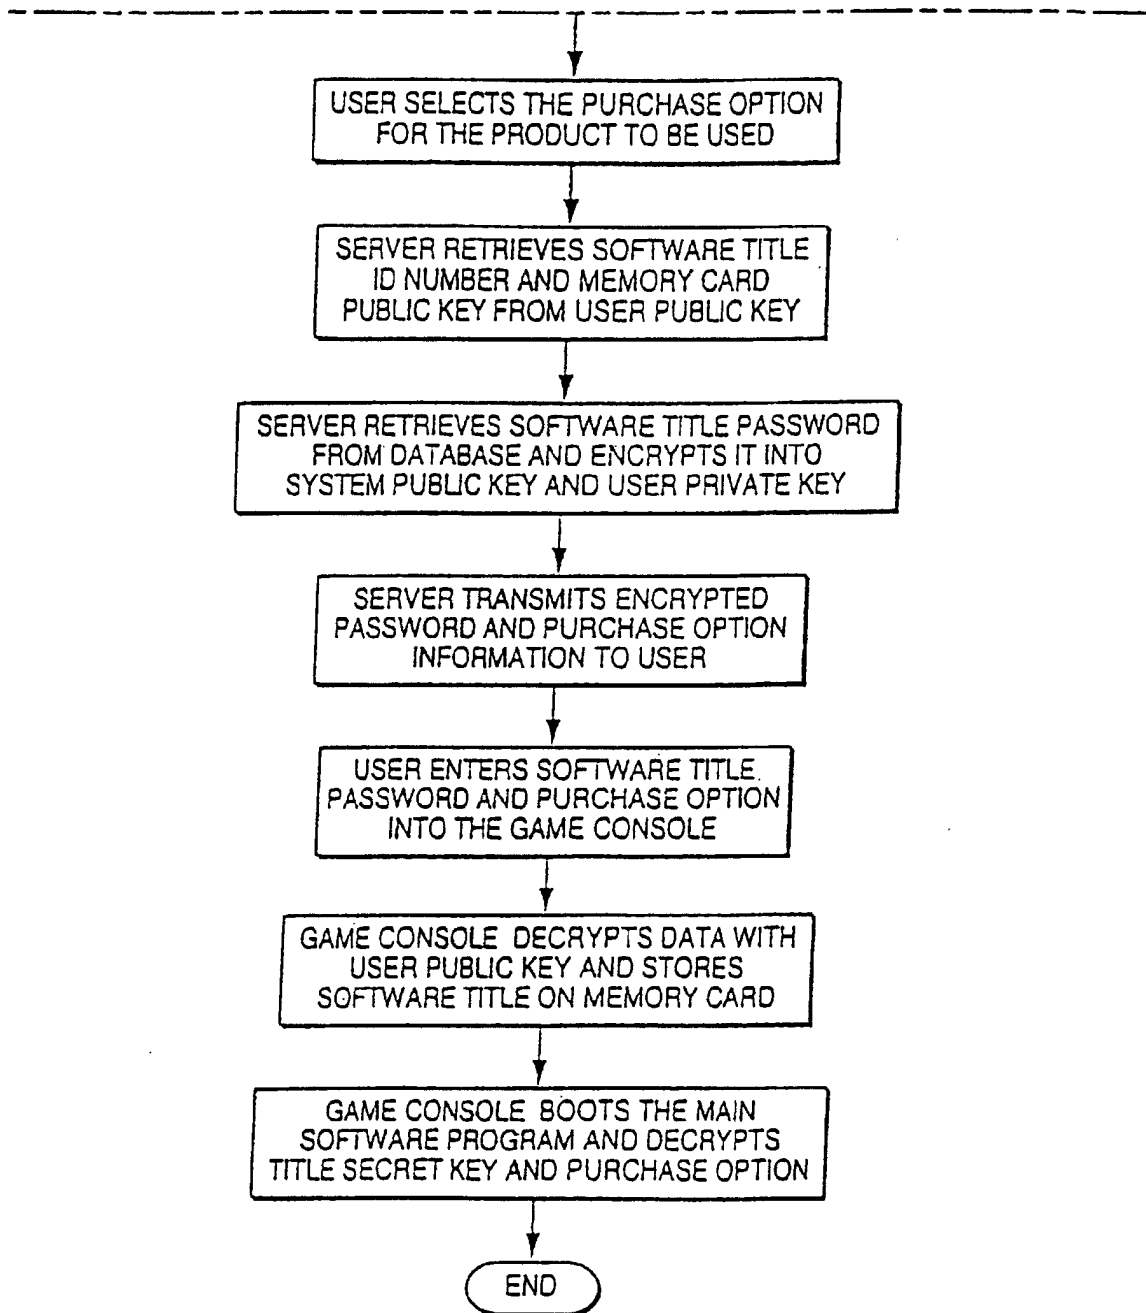 USER SELECTS THE PURCHASE OPTION
FOR THE PRODUCT TO BE USED
SERVER RETRIEVES SOFTWARE TITLE
ID NUMBER AND MEMORY CARD
PUBLIC KEY FROM USER PUBLIC KEY
SERVER RETRIEVES SOFTWARE TITLE PASSWORD
FROM DATABASE AND ENCRYPTS IT INTO
SYSTEM PUBLIC KEY AND USER PRIVATE KEY
SERVER TRANSMITS ENCRYPTED
PASSWORD AND PURCHASE OPTION
INFORMATION TO USER
USER ENTERS SOFTWARE TITLE
PASSWORD AND PURCHASE OPTION
INTO THE GAME CONSOLE
GAME CONSOLE DECRYPTS DATA WITH
USER PUBLIC KEY AND STORES
SOFTWARE TITLE ON MEMORY CARD
GAME CONSOLE BOOTS THE MAIN
SOFTWARE PROGRAM AND DECRYPTS
TITLE SECRET KEY AND PURCHASE OPTION
END